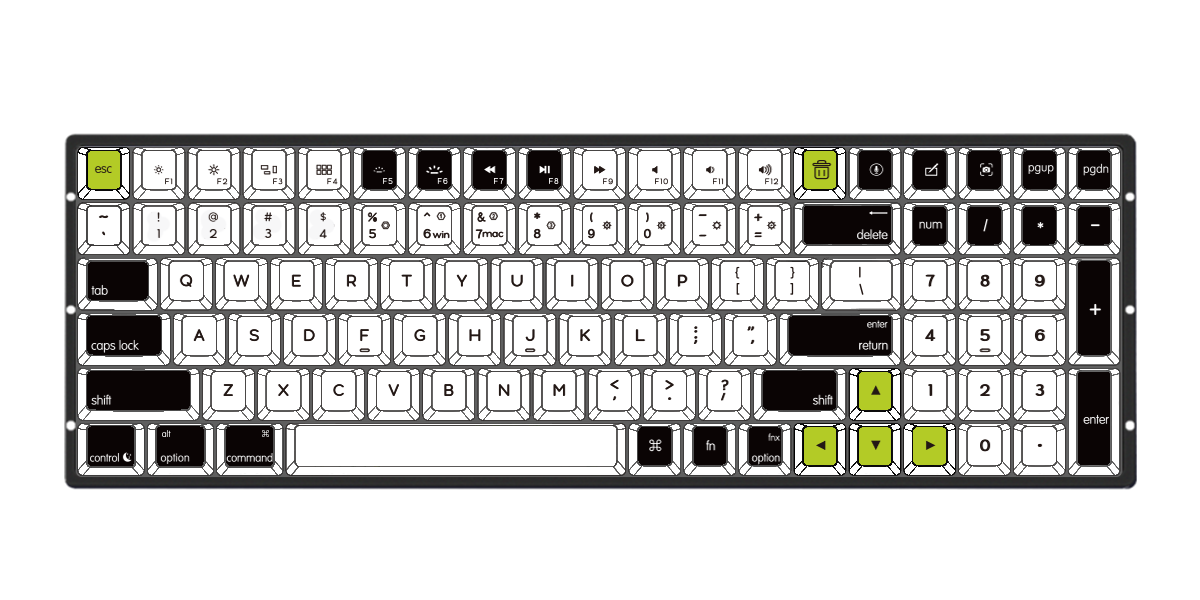 esc F1 F2 F3 F4 F5 F6 F7 F8 F9 F10 F11 F12 pgup pgdn
~ ! @ # $ % ^ & * ( ) – +
` 1 2 3 4 5 6 win 7mac 8 9 0 – = delete num / * –
tab Q W E R T Y U I O P { [ } ] | \ 7 8 9 +
caps lock A S D F G H J K L : ; " , enter return 4 5 6
shift Z X C V B N M < , > . ? / shift ▲ 1 2 3 enter
control alt option ⌘ command ⌘ fn fnx option ◀ ▼ ▶ 0 .